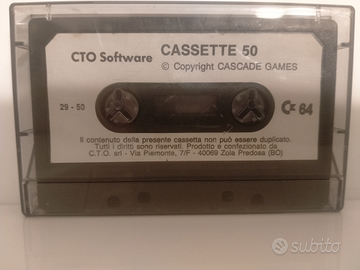 CTO Software CASSETTE 50
© Copyright CASCADE GAMES
29 - 50
C= 64
Il contenuto della presente cassetta non può essere duplicato.
Tutti i diritti sono riservati. Prodotto e confezionato da
C.T.O. srl - Via Piemonte, 7/F - 40069 Zola Predosa (BO)
subito